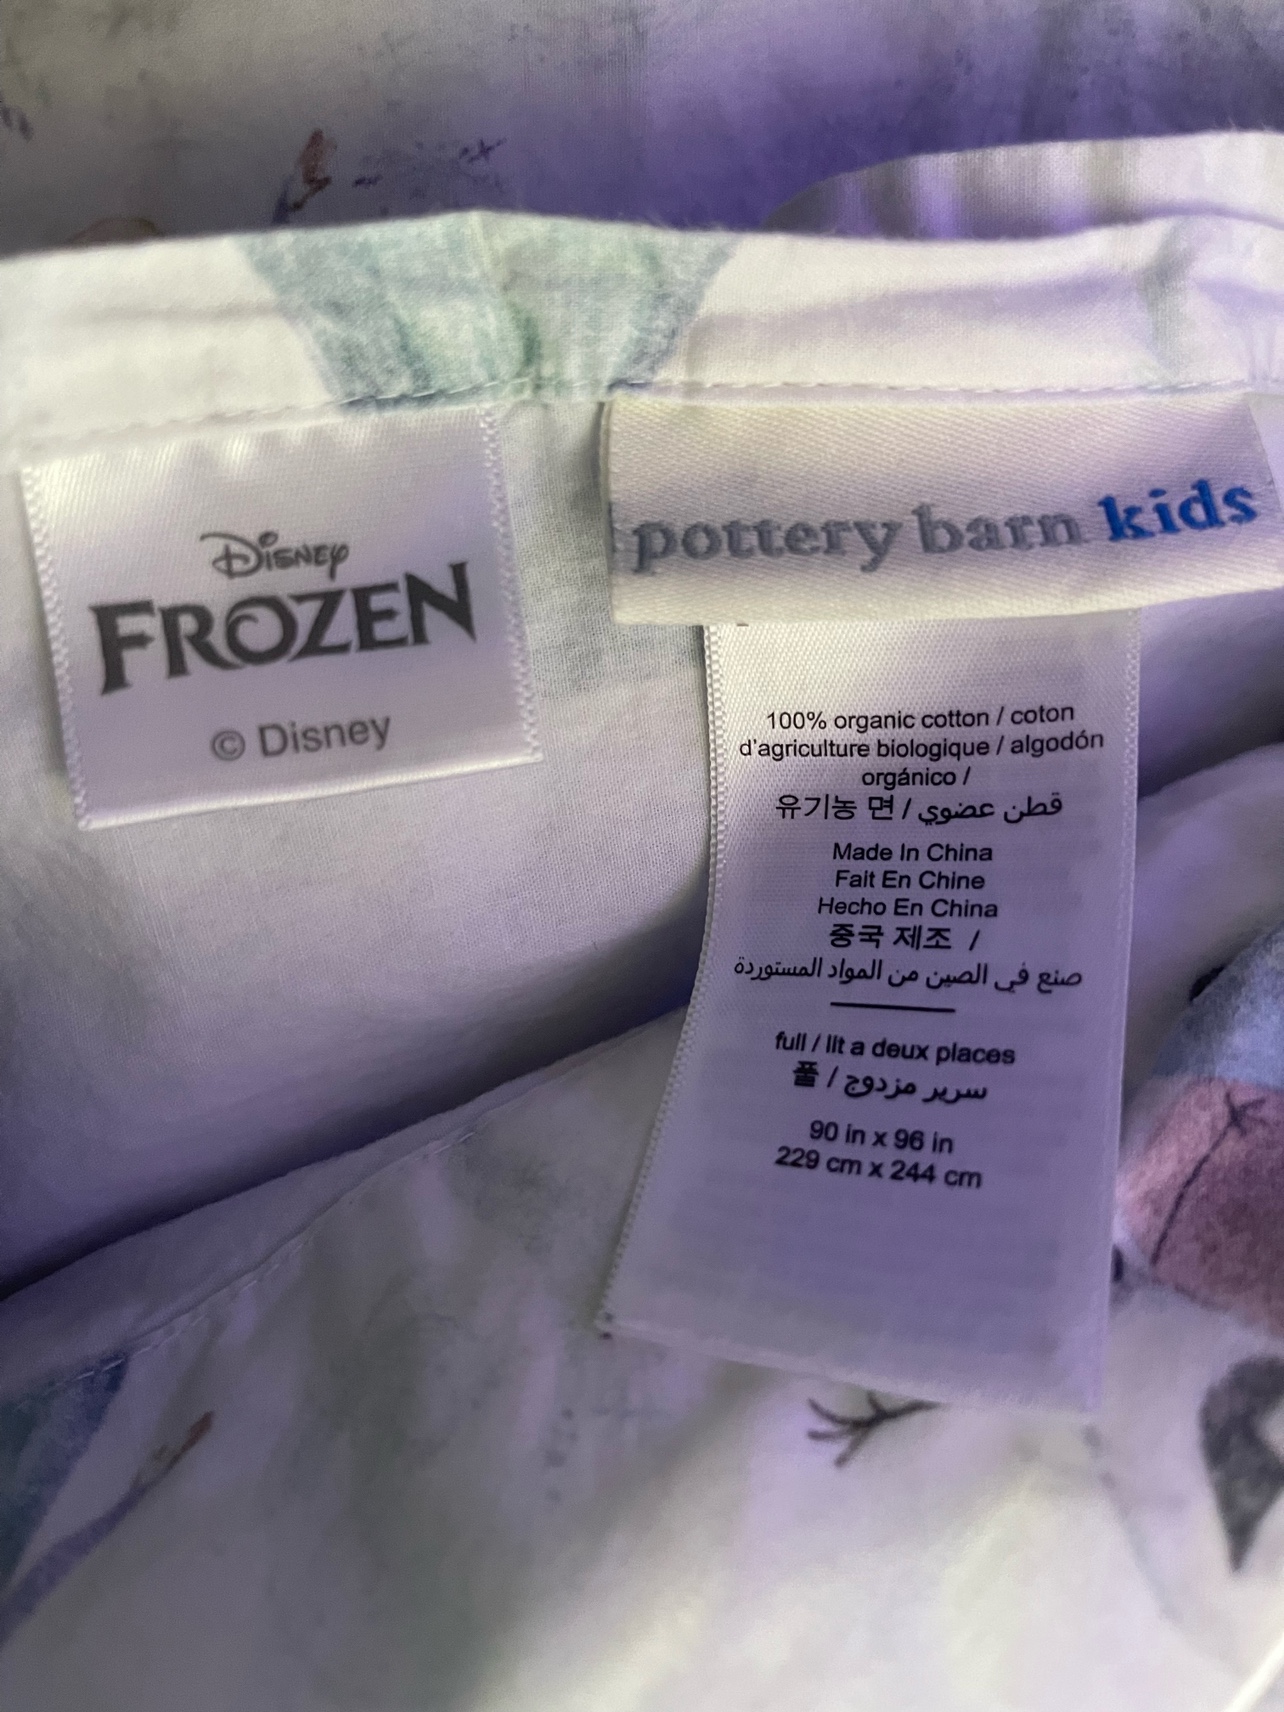 Disney
FROZEN
© Disney
pottery barn kids
100% organic cotton / coton
d'agriculture biologique / algodón
orgánico /
유기농 면 / قطن عضوي
Made In China
Fait En Chine
Hecho En China
중국 제조 /
صنع في الصين من المواد المستوردة
full / lit a deux places
풀 / سرير مزدوج
90 in x 96 in
229 cm x 244 cm